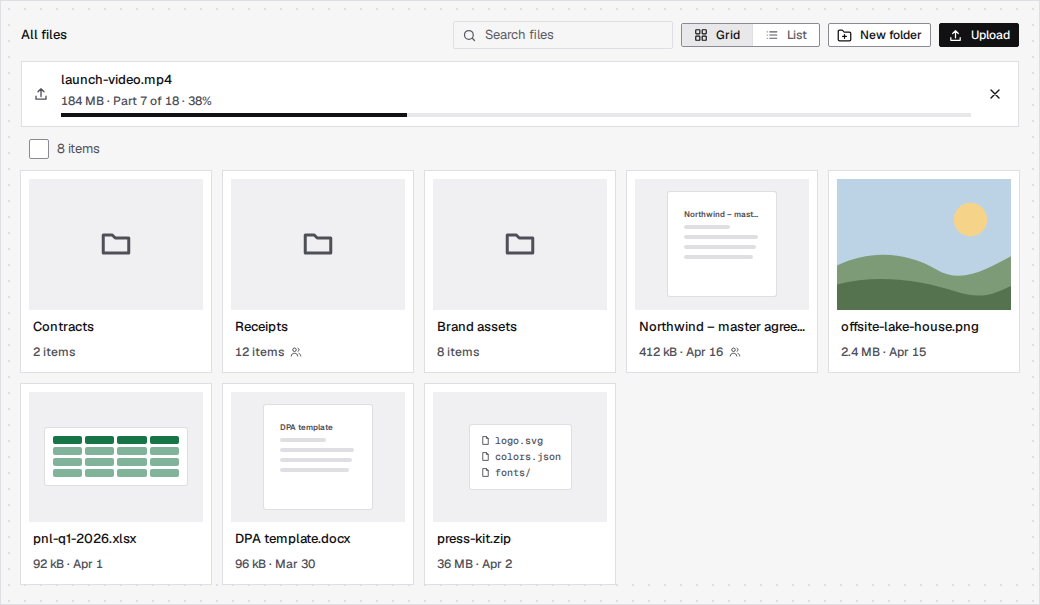 All files
Search files
Grid
List
New folder
Upload
launch-video.mp4
184 MB · Part 7 of 18 · 38%
8 items
Contracts
2 items
Receipts
12 items
Brand assets
8 items
Northwind – mast...
Northwind – master agree...
412 kB · Apr 16
offsite-lake-house.png
2.4 MB · Apr 15
pnl-q1-2026.xlsx
92 kB · Apr 1
DPA template
DPA template.docx
96 kB · Mar 30
logo.svg
colors.json
fonts/
press-kit.zip
36 MB · Apr 2